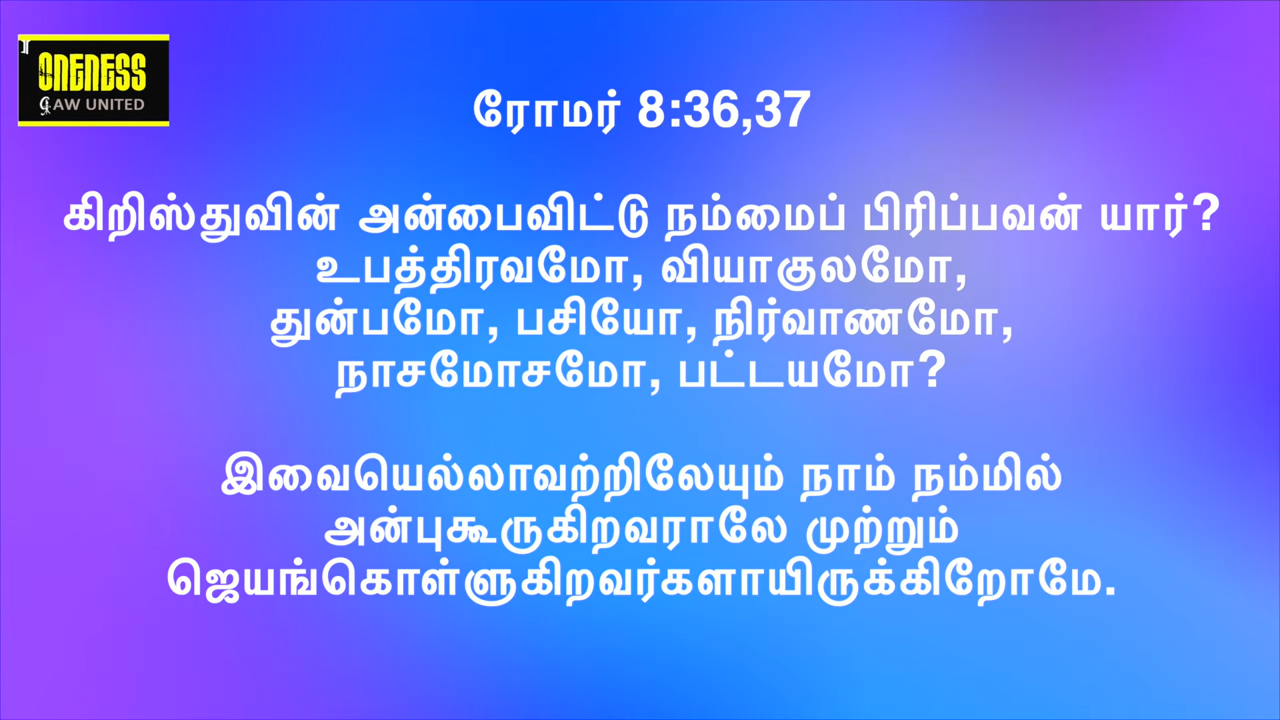 ONENESS
GAW UNITED
ரோமர் 8:36,37
கிறிஸ்துவின் அன்பைவிட்டு நம்மைப் பிரிப்பவன் யார்?
உபத்திரவமோ, வியாகுலமோ,
துன்பமோ, பசியோ, நிர்வாணமோ,
நாசமோசமோ, பட்டயமோ?
இவையெல்லாவற்றிலேயும் நாம் நம்மில்
அன்புகூருகிறவராலே முற்றும்
ஜெயங்கொள்ளுகிறவர்களாயிருக்கிறோமே.